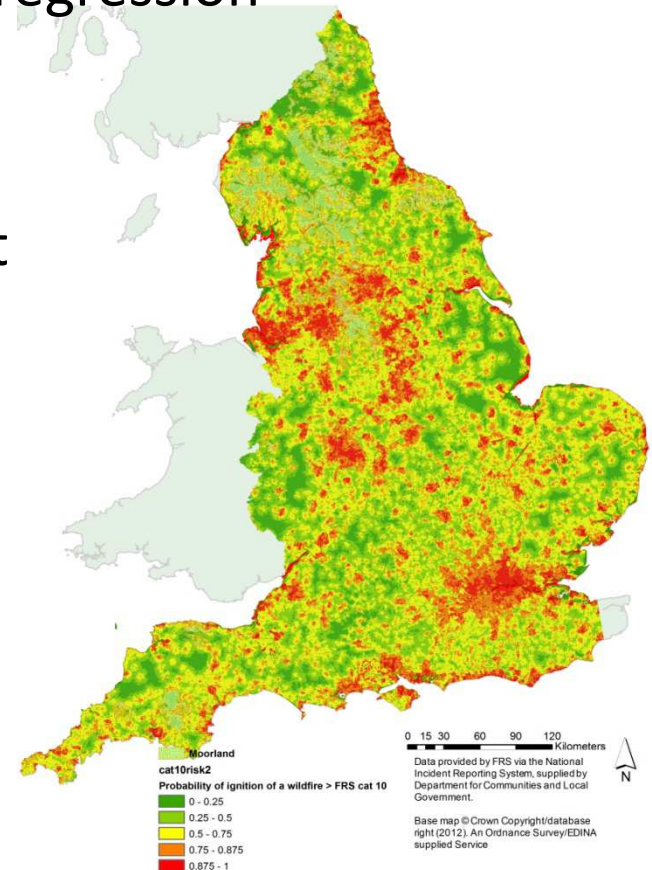 regression
t
Moorland
cat10risk2
Probability of ignition of a wildfire > FRS cat 10
0 - 0.25
0.25 - 0.5
0.5 - 0.75
0.75 - 0.875
0.875 - 1
0 15 30 60 90 120
Kilometers
Data provided by FRS via the National
Incident Reporting System, supplied by
Department for Communities and Local
Government.
Base map © Crown Copyright/database
right (2012). An Ordnance Survey/EDINA
supplied Service
N